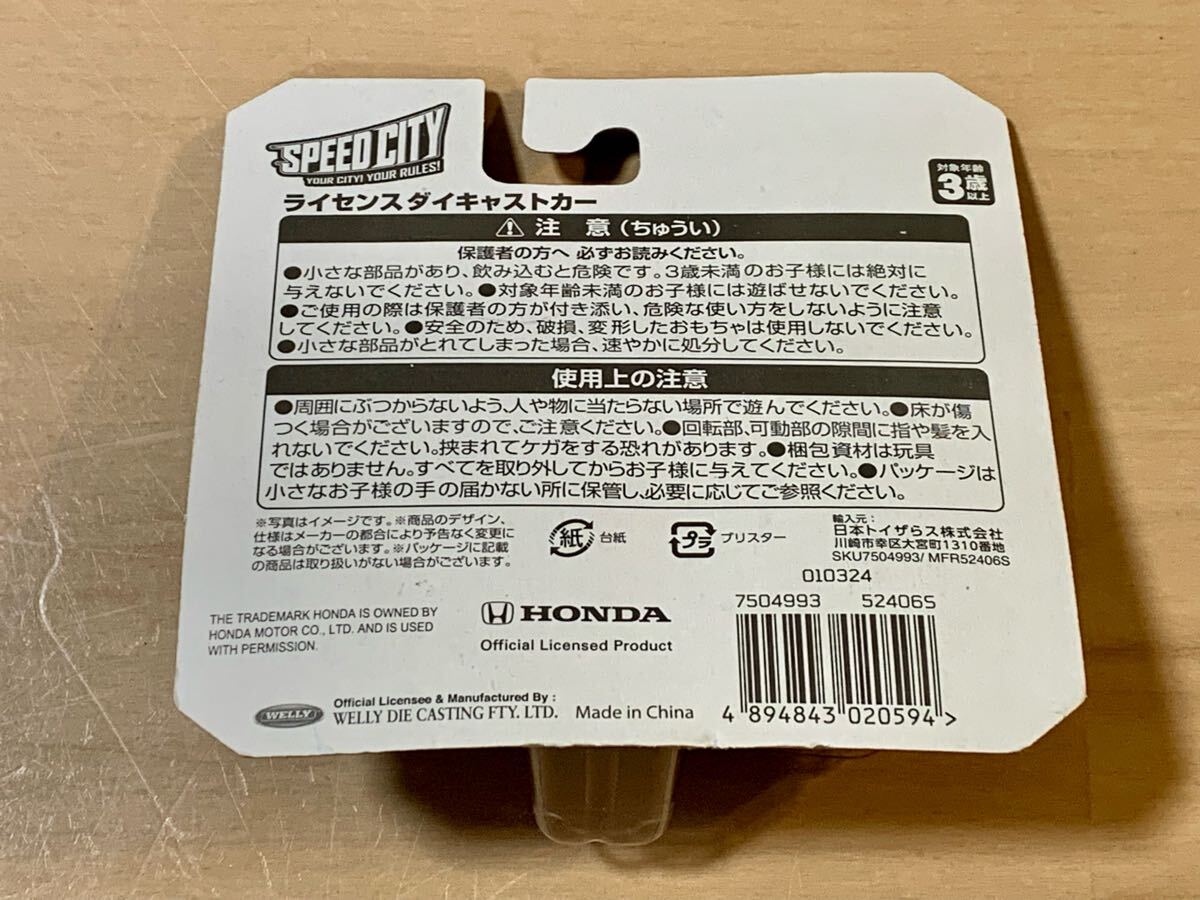 SPEED CITY
YOUR CITY! YOUR RULES!
ライセンスダイキャストカー
対象年齢
3歳
以上
注 意（ちゅうい）
保護者の方へ 必ずお読みください。
●小さな部品があり、飲み込むと危険です。3歳未満のお子様には絶対に
与えないでください。●対象年齢未満のお子様には遊ばせないでください。
●ご使用の際は保護者の方が付き添い、危険な使い方をしないように注意
してください。●安全のため、破損、変形したおもちゃは使用しないでください。
●小さな部品がとれてしまった場合、速やかに処分してください。
使用上の注意
●周囲にぶつからないよう、人や物に当たらない場所で遊んでください。●床が傷
つく場合がございますので、ご注意ください。●回転部、可動部の隙間に指や髪を入
れないでください。挟まれてケガをする恐れがあります。●梱包資材は玩具
ではありません。すべてを取り外してからお子様に与えてください。●パッケージは
小さなお子様の手の届かない所に保管し、必要に応じてご参照ください。
※写真はイメージです。※商品のデザイン、
仕様はメーカーの都合により予告なく変更に
なる場合がございます。※パッケージに記載
の商品は取り扱いがない場合がございます。
紙 台紙
プラ ブリスター
輸入元：
日本トイザらス株式会社
川崎市幸区大宮町1310番地
SKU7504993/ MFR52406S
010324
7504993 52406S
THE TRADEMARK HONDA IS OWNED BY
HONDA MOTOR CO., LTD. AND IS USED
WITH PERMISSION.
HONDA
Official Licensed Product
WELLY
Official Licensee & Manufactured By :
WELLY DIE CASTING FTY. LTD. Made in China
4 894843 020594 >